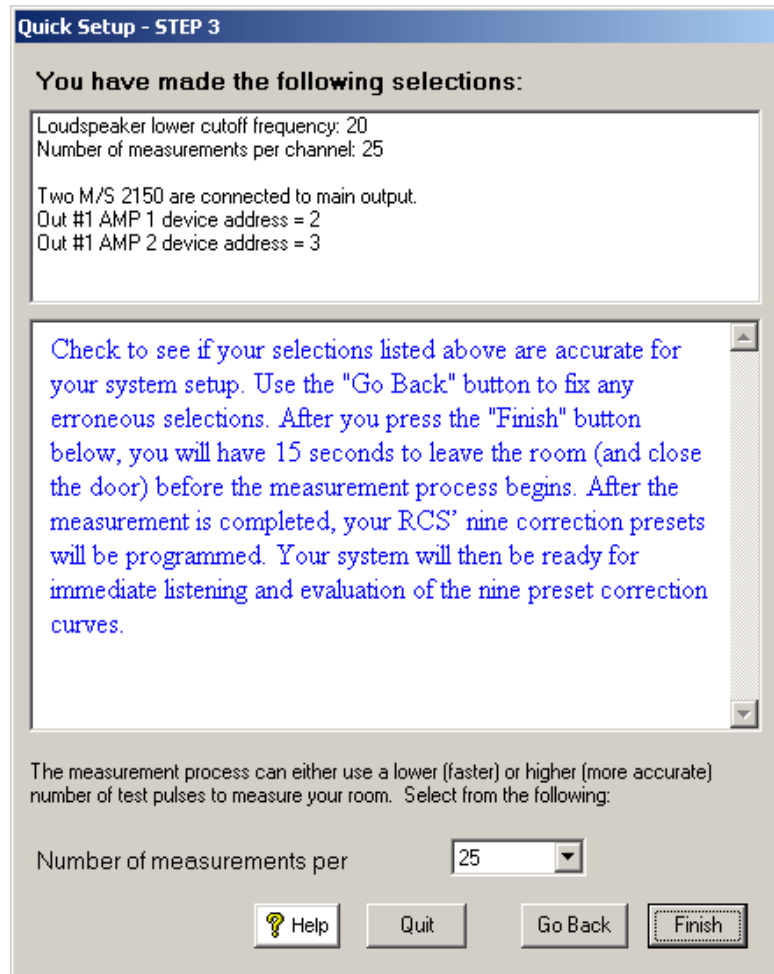 Quick Setup - STEP 3
You have made the following selections:
Loudspeaker lower cutoff frequency: 20
Number of measurements per channel: 25
Two M/S 2150 are connected to main output.
Out #1 AMP 1 device address = 2
Out #1 AMP 2 device address = 3
Check to see if your selections listed above are accurate for
your system setup. Use the "Go Back" button to fix any
erroneous selections. After you press the "Finish" button
below, you will have 15 seconds to leave the room (and close
the door) before the measurement process begins. After the
measurement is completed, your RCS' nine correction presets
will be programmed. Your system will then be ready for
immediate listening and evaluation of the nine preset correction
curves.
The measurement process can either use a lower (faster) or higher (more accurate)
number of test pulses to measure your room. Select from the following:
Number of measurements per
25
? Help
Quit
Go Back
Finish